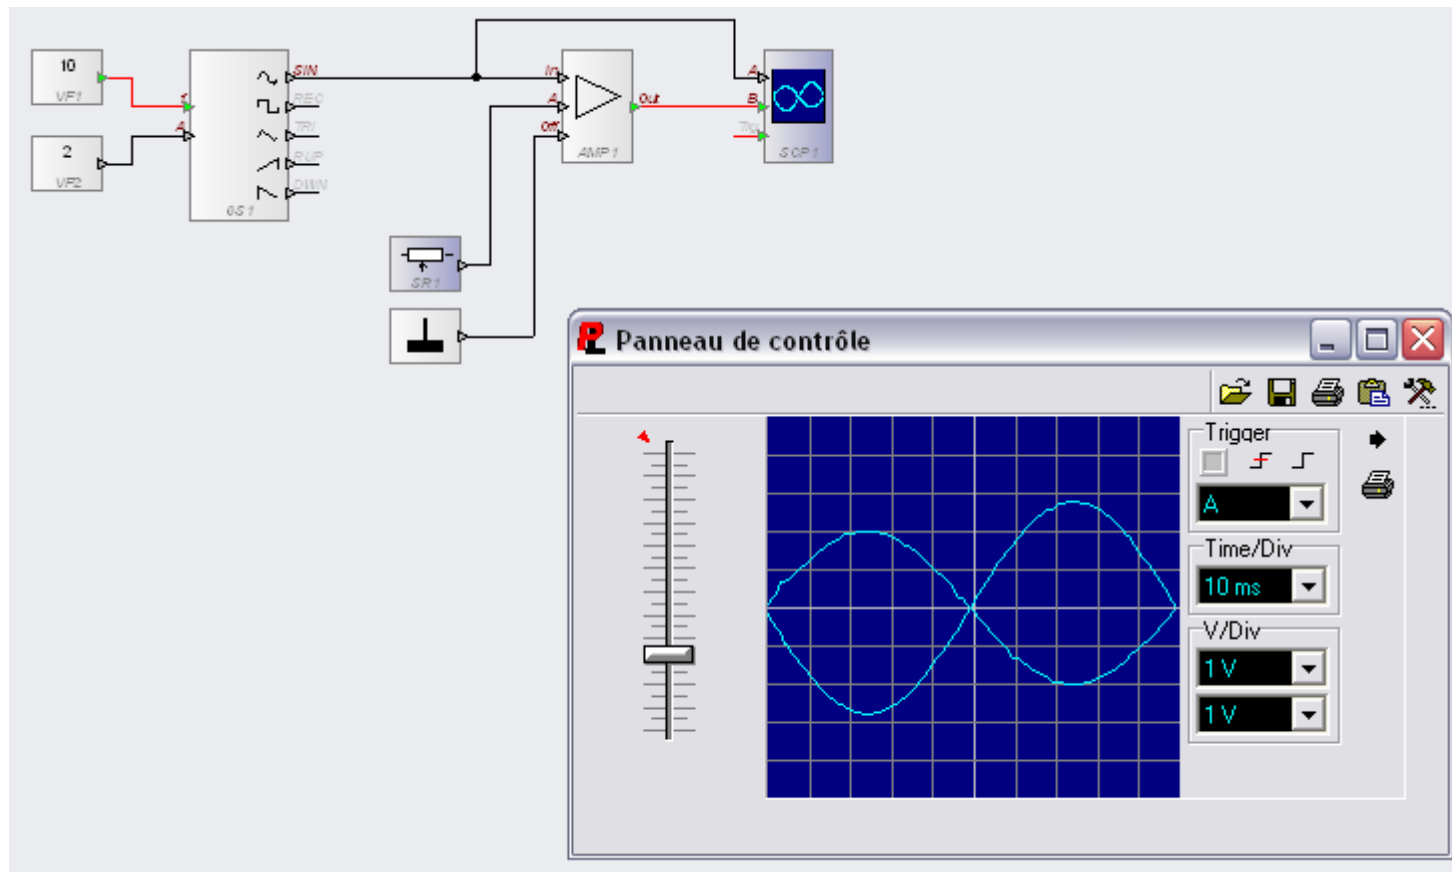 10
VF1
2
VF2
f
A
SIN
REC
TRI
RUP
DWN
OS1
In
A
Off
Out
AMP1
A
B
Trig
SCP1
SR1
PL Panneau de contrôle
Trigger
A
Time/Div
10 ms
V/Div
1 V
1 V